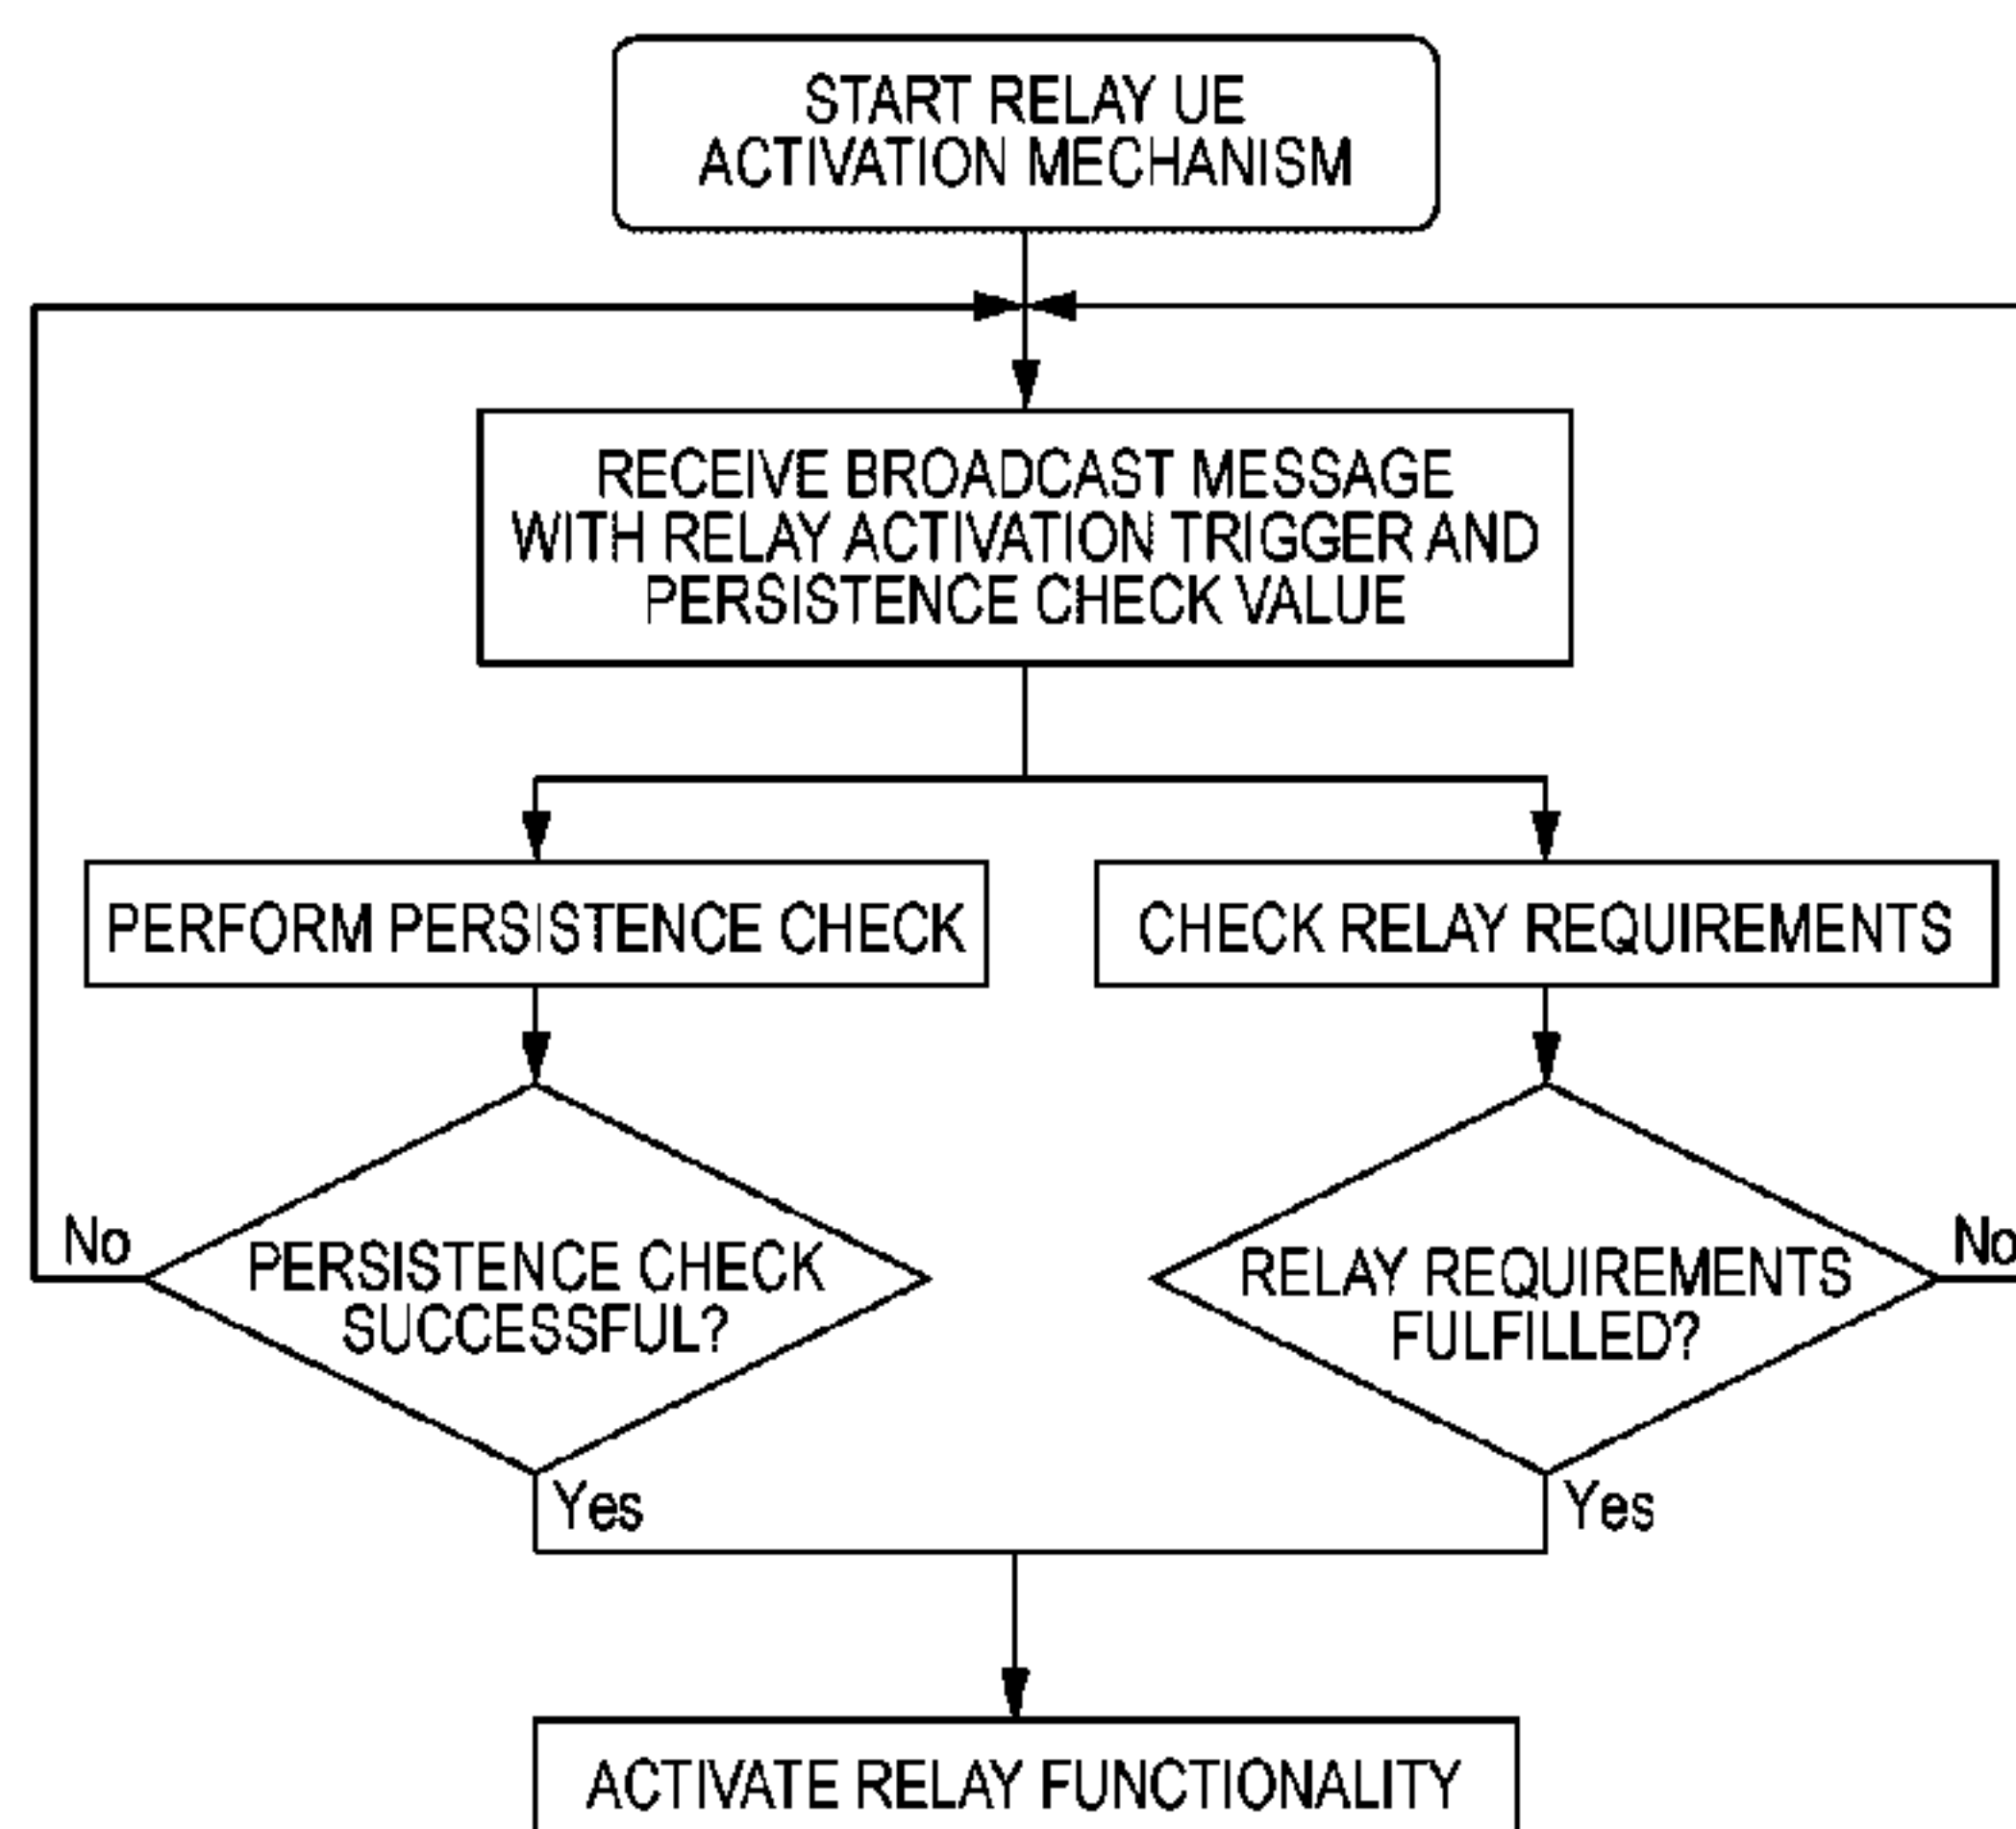 START RELAY UE
ACTIVATION MECHANISM
RECEIVE BROADCAST MESSAGE
WITH RELAY ACTIVATION TRIGGER AND
PERSISTENCE CHECK VALUE
PERFORM PERSISTENCE CHECK
CHECK RELAY REQUIREMENTS
No
PERSISTENCE CHECK
SUCCESSFUL?
RELAY REQUIREMENTS
FULFILLED?
No
Yes
Yes
ACTIVATE RELAY FUNCTIONALITY